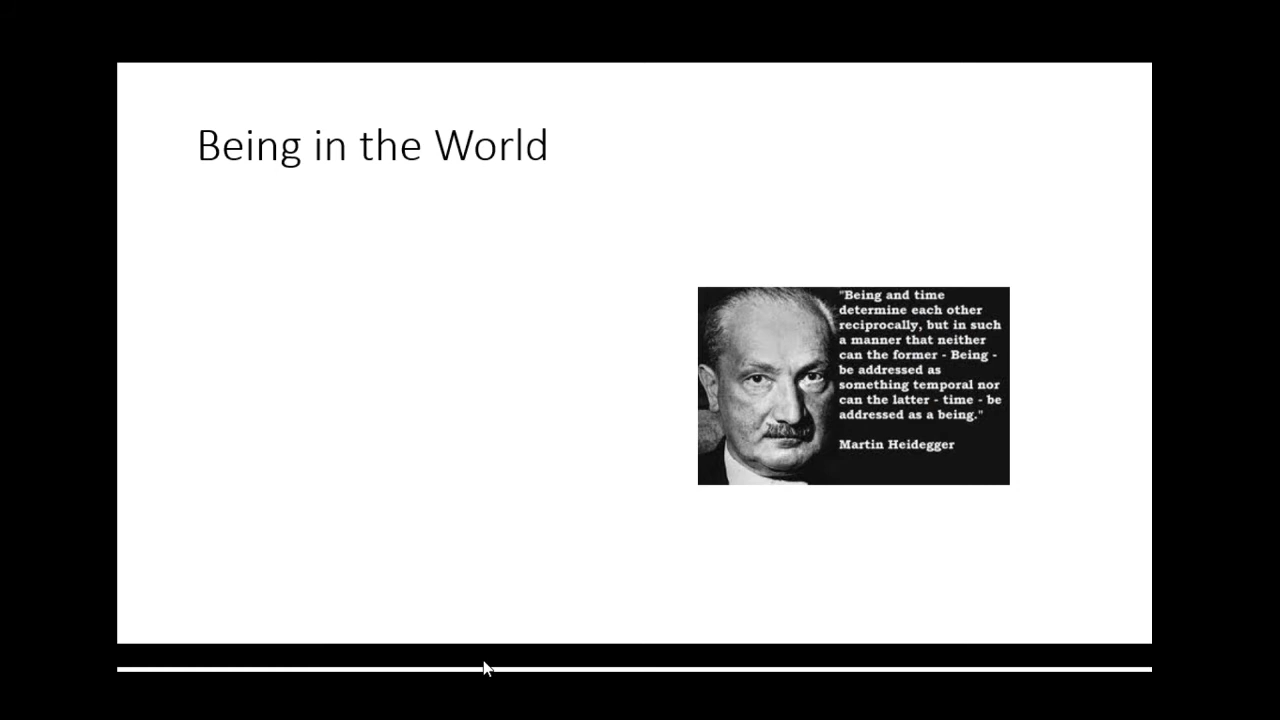 Being in the World
"Being and time
determine each other
reciprocally, but in such
a manner that neither
can the former - Being -
be addressed as
something temporal nor
can the latter - time - be
addressed as a being."
Martin Heidegger